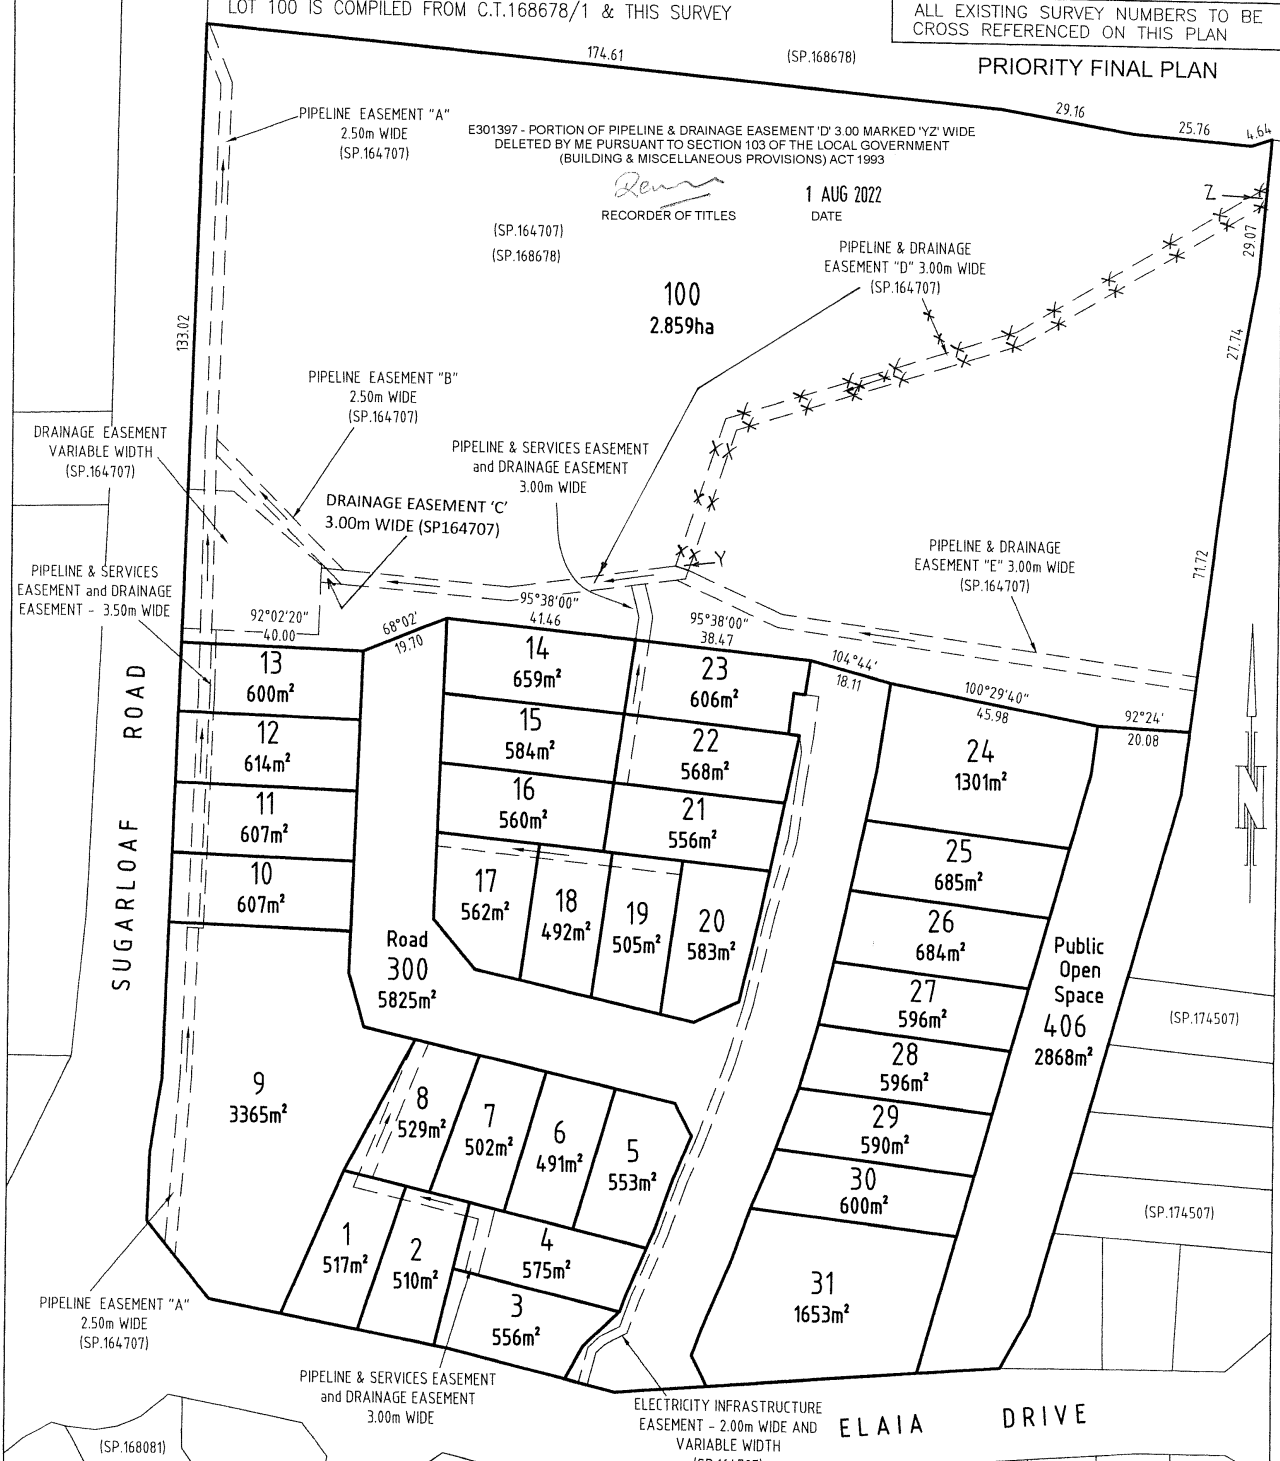 LOT 100 IS COMPILED FROM C.T.168678/1 & THIS SURVEY
ALL EXISTING SURVEY NUMBERS TO BE
CROSS REFERENCED ON THIS PLAN
PRIORITY FINAL PLAN
174.61
(SP.168678)
29.16
25.76
4.64
PIPELINE EASEMENT "A"
2.50m WIDE
(SP.164707)
E301397 - PORTION OF PIPELINE & DRAINAGE EASEMENT 'D' 3.00 MARKED 'YZ' WIDE
DELETED BY ME PURSUANT TO SECTION 103 OF THE LOCAL GOVERNMENT
(BUILDING & MISCELLANEOUS PROVISIONS) ACT 1993
RECORDER OF TITLES
1 AUG 2022
DATE
Z
29.07
(SP.164707)
(SP.168678)
PIPELINE & DRAINAGE
EASEMENT "D" 3.00m WIDE
(SP.164707)
100
2.859ha
133.02
27.74
PIPELINE EASEMENT "B"
2.50m WIDE
(SP.164707)
DRAINAGE EASEMENT
VARIABLE WIDTH
(SP.164707)
PIPELINE & SERVICES EASEMENT
and DRAINAGE EASEMENT
3.00m WIDE
DRAINAGE EASEMENT 'C'
3.00m WIDE (SP164707)
Y
PIPELINE & DRAINAGE
EASEMENT "E" 3.00m WIDE
(SP.164707)
71.72
PIPELINE & SERVICES
EASEMENT and DRAINAGE
EASEMENT - 3.50m WIDE
92°02'20"
40.00
68°02'
19.70
95°38'00"
41.46
95°38'00"
38.47
104°44'
18.11
100°29'40"
45.98
92°24'
20.08
SUGARLOAF ROAD
N
13
600m²
12
614m²
11
607m²
10
607m²
14
659m²
15
584m²
16
560m²
23
606m²
22
568m²
21
556m²
17
562m²
18
492m²
19
505m²
20
583m²
24
1301m²
25
685m²
26
684m²
27
596m²
28
596m²
29
590m²
30
600m²
31
1653m²
Road
300
5825m²
Public
Open
Space
406
2868m²
(SP.174507)
(SP.174507)
9
3365m²
8
529m²
7
502m²
6
491m²
5
553m²
1
517m²
2
510m²
4
575m²
3
556m²
PIPELINE EASEMENT "A"
2.50m WIDE
(SP.164707)
PIPELINE & SERVICES EASEMENT
and DRAINAGE EASEMENT
3.00m WIDE
ELECTRICITY INFRASTRUCTURE
EASEMENT - 2.00m WIDE AND
VARIABLE WIDTH
ELAIA DRIVE
(SP.168081)